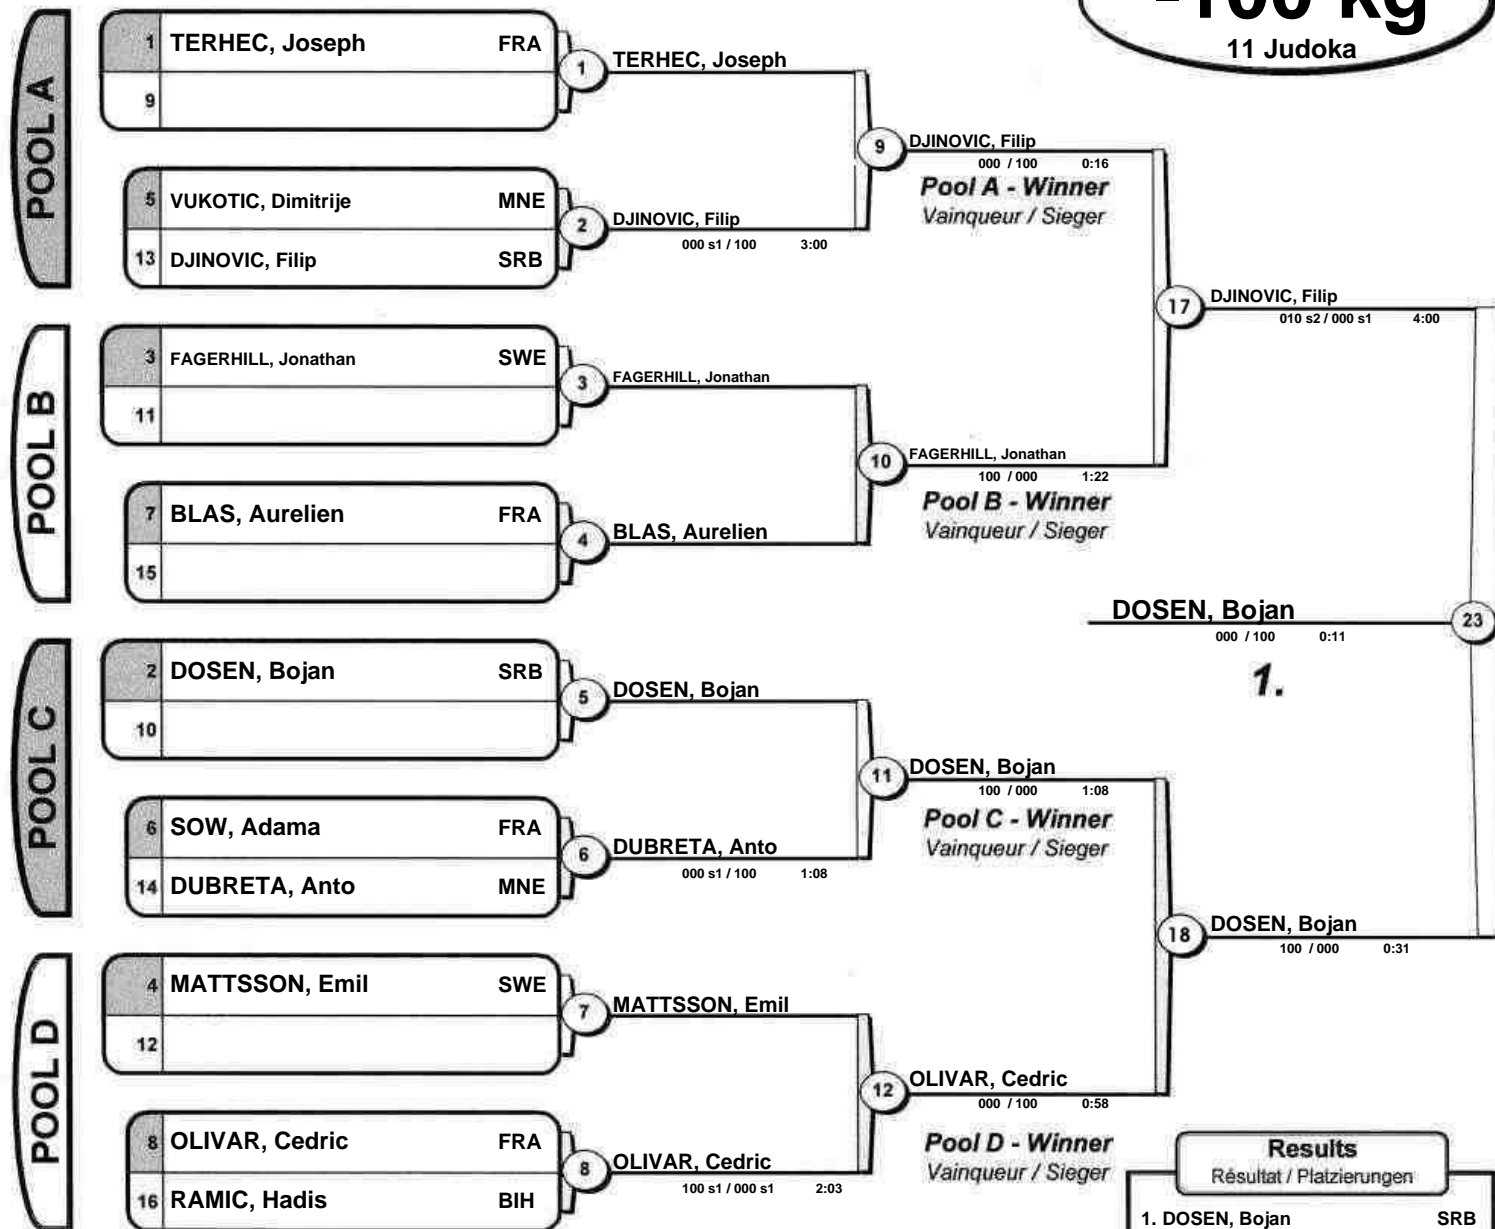 -100 kg
11 Judoka
POOL A
1 TERHEC, Joseph FRA
9
5 VUKOTIC, Dimitrije MNE
13 DJINOVIC, Filip SRB
1 TERHEC, Joseph
2 DJINOVIC, Filip
000 s1 / 100 3:00
9 DJINOVIC, Filip
000 / 100 0:16
Pool A - Winner
Vainqueur / Sieger
POOL B
3 FAGERHILL, Jonathan SWE
11
7 BLAS, Aurelien FRA
15
3 FAGERHILL, Jonathan
4 BLAS, Aurelien
10 FAGERHILL, Jonathan
100 / 000 1:22
Pool B - Winner
Vainqueur / Sieger
17 DJINOVIC, Filip
010 s2 / 000 s1 4:00
DOSEN, Bojan 23
000 / 100 0:11
1.
POOL C
2 DOSEN, Bojan SRB
10
6 SOW, Adama FRA
14 DUBRETA, Anto MNE
5 DOSEN, Bojan
6 DUBRETA, Anto
000 s1 / 100 1:08
11 DOSEN, Bojan
100 / 000 1:08
Pool C - Winner
Vainqueur / Sieger
POOL D
4 MATTSSON, Emil SWE
12
8 OLIVAR, Cedric FRA
16 RAMIC, Hadis BIH
7 MATTSSON, Emil
8 OLIVAR, Cedric
100 s1 / 000 s1 2:03
12 OLIVAR, Cedric
000 / 100 0:58
Pool D - Winner
Vainqueur / Sieger
18 DOSEN, Bojan
100 / 000 0:31
Results
Résultat / Platzierungen
1. DOSEN, Bojan SRB